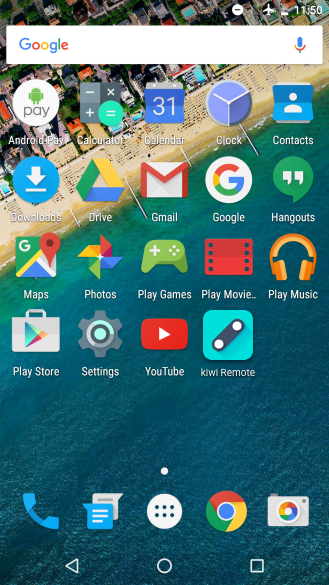 11:50
Google
Android Pay
Calculator
Calendar
Clock
Contacts
Downloads
Drive
Gmail
Google
Hangouts
Maps
Photos
Play Games
Play Movie..
Play Music
Play Store
Settings
YouTube
kiwi Remote
pay
31
G
G